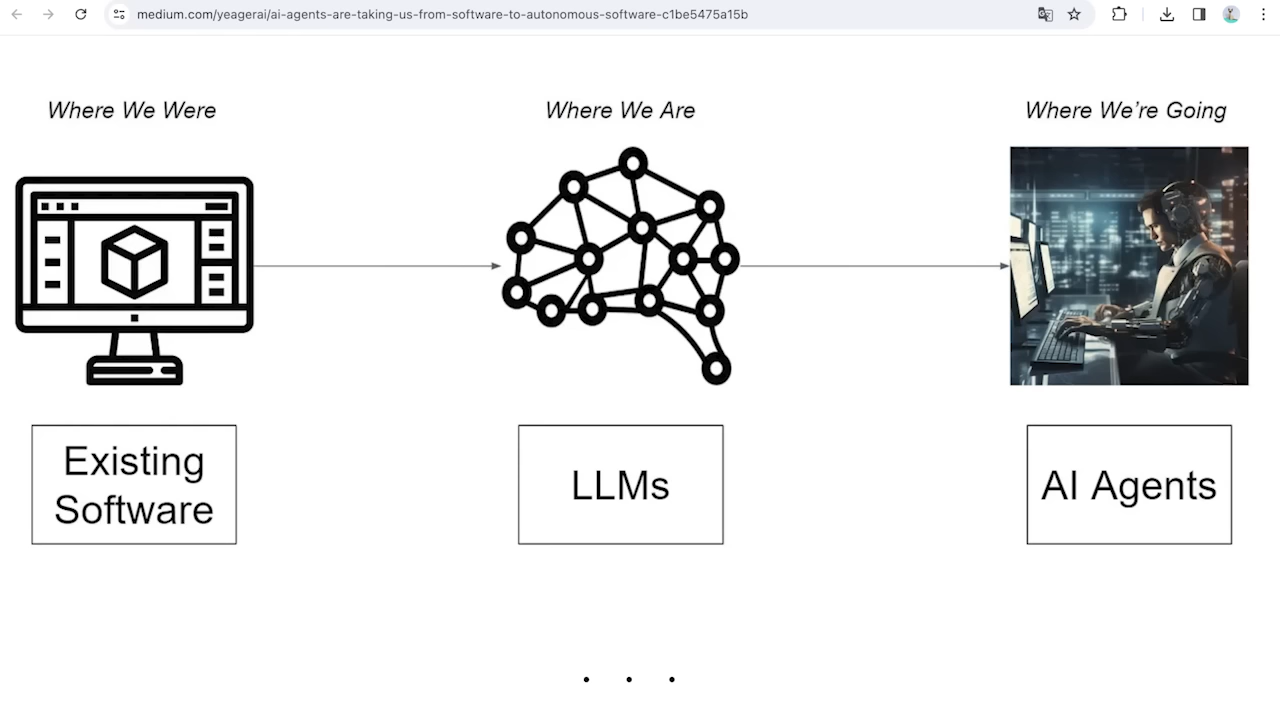 medium.com/yeagerai/ai-agents-are-taking-us-from-software-to-autonomous-software-c1be5475a15b
Where We Were
Where We Are
Where We’re Going
Existing
Software
LLMs
AI Agents